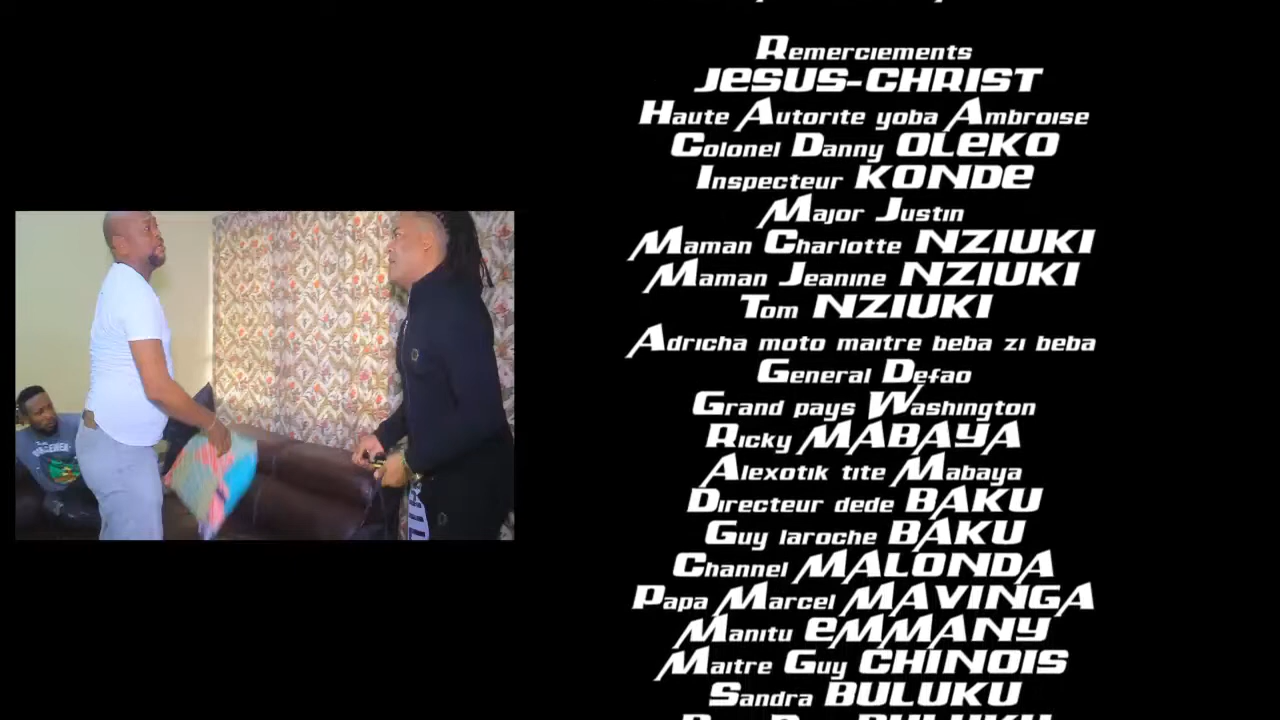 Remerciements
JESUS-CHRIST
Haute Autorite yoba Ambroise
Colonel Danny OLEKO
Inspecteur KONDE
Major Justin
Maman Charlotte NZIUKI
Maman Jeanine NZIUKI
Tom NZIUKI
Adricha moto maitre beba zi beba
General Defao
Grand pays Washington
Ricky MABAYA
Alexotik tite Mabaya
Directeur dede BAKU
Guy laroche BAKU
Channel MALONDA
Papa Marcel MAVINGA
Manitu EMMANY
Maitre Guy CHINOIS
Sandra BULUKU
BULUKU